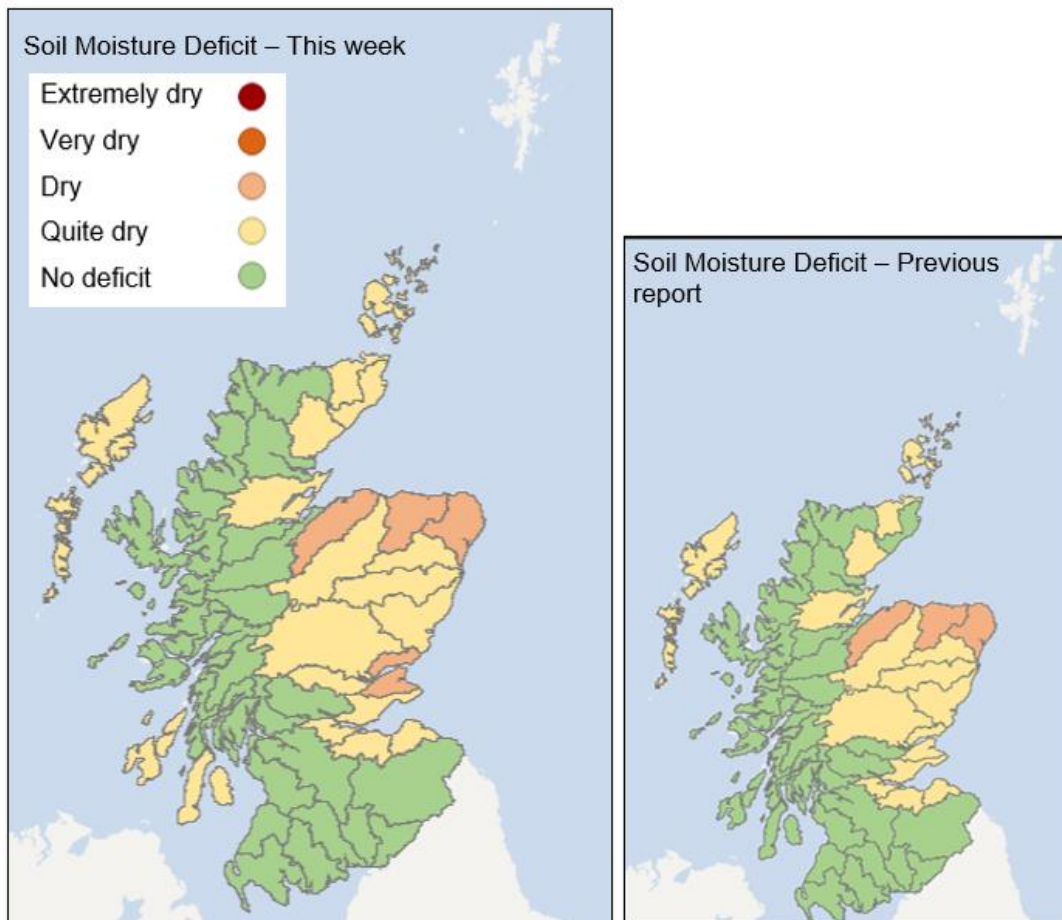 Soil Moisture Deficit – This week
Extremely dry
Very dry
Dry
Quite dry
No deficit
Soil Moisture Deficit – Previous
report